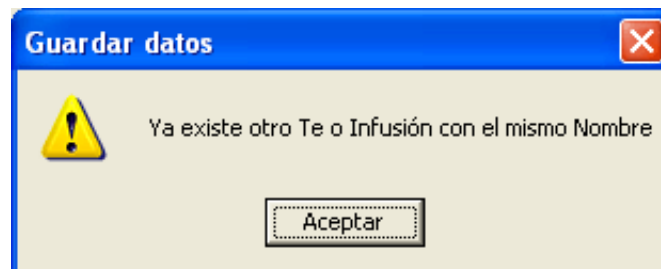 Guardar datos
Ya existe otro Te o Infusión con el mismo Nombre
Aceptar